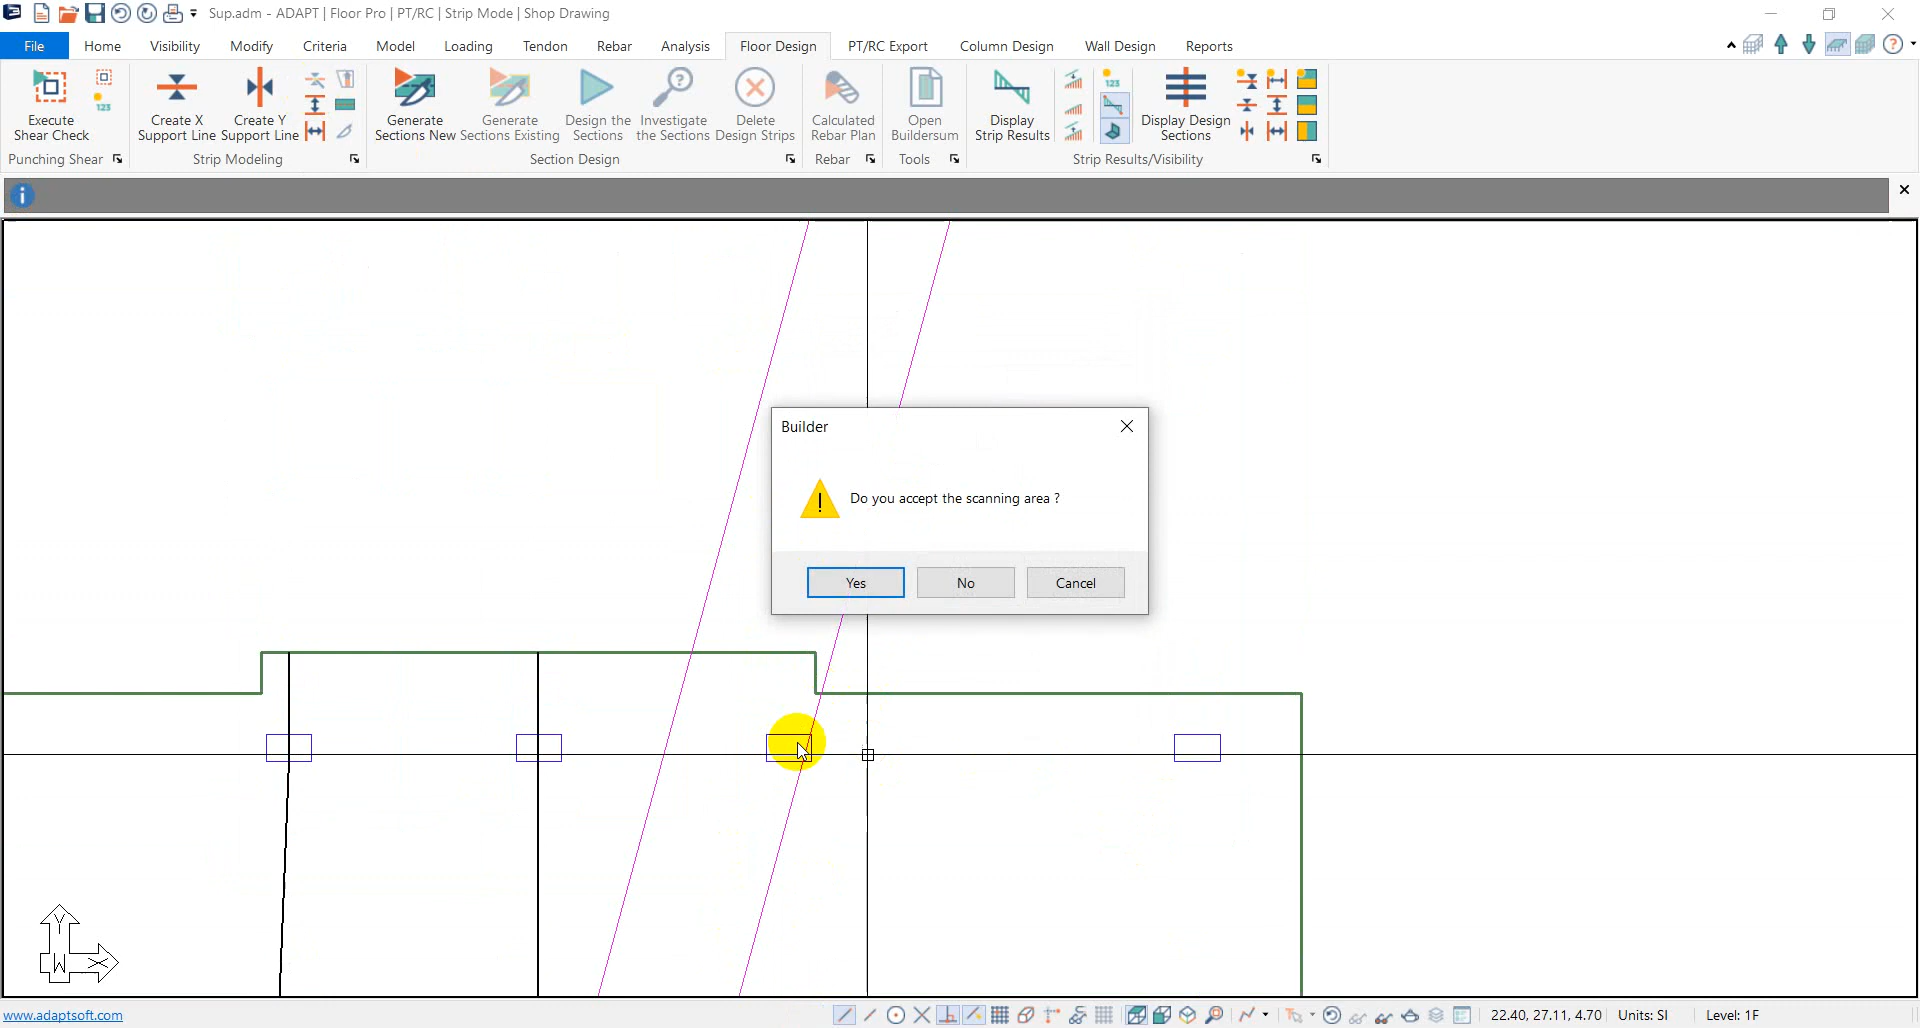 Sup.adm - ADAPT | Floor Pro | PT/RC | Strip Mode | Shop Drawing
File Home Visibility Modify Criteria Model Loading Tendon Rebar Analysis Floor Design PT/RC Export Column Design Wall Design Reports
Execute Shear Check
123
Punching Shear
Create X Support Line
Create Y Support Line
Strip Modeling
Generate Sections New
Generate Sections Existing
Design the Sections
Investigate the Sections
Delete Design Strips
Section Design
Calculated Rebar Plan
Rebar
Open Buildersum
Tools
Display Strip Results
123
Display Design Sections
Strip Results/Visibility
Builder
Do you accept the scanning area ?
Yes No Cancel
Y
W X
www.adaptsoft.com
22.40, 27.11, 4.70 Units: SI Level: 1F